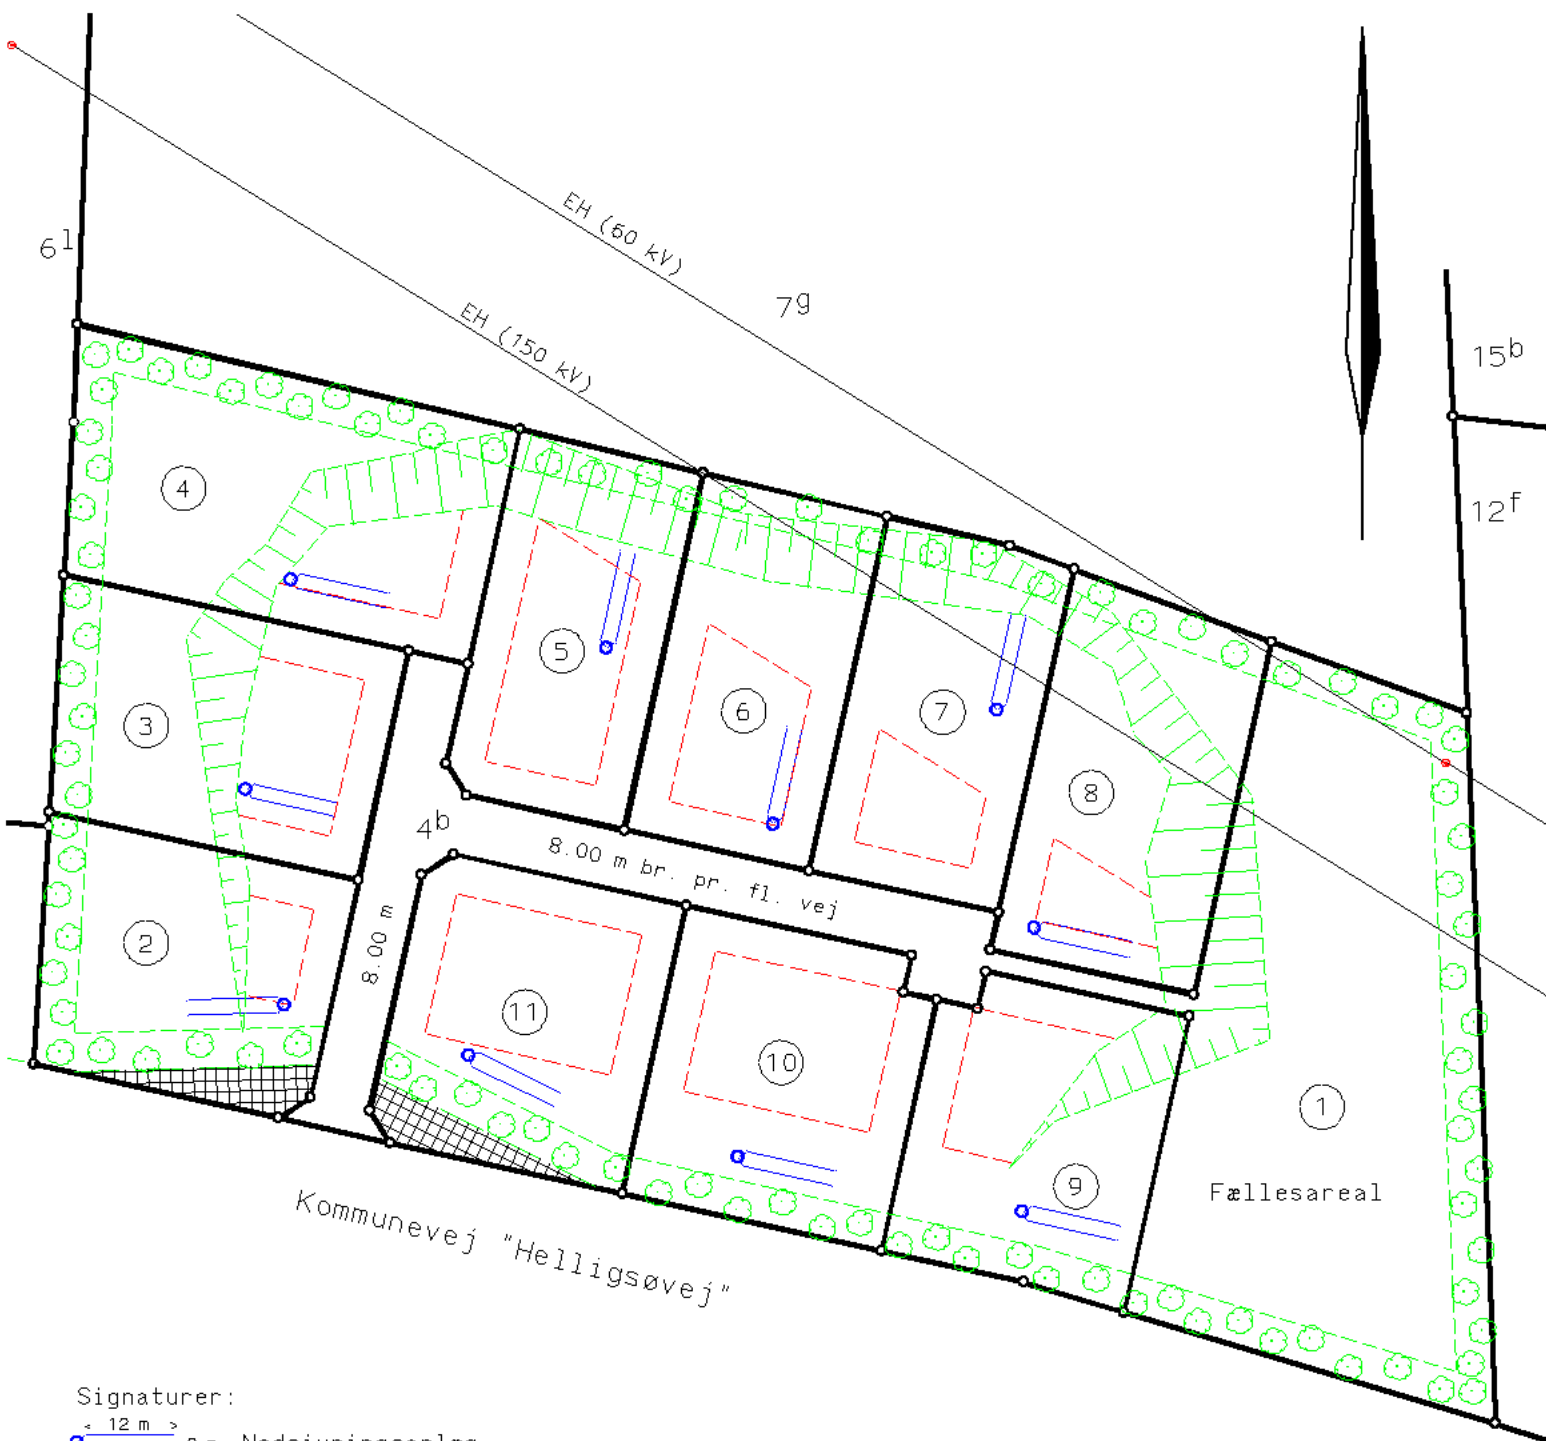 6l
EH (60 kV)
7g
EH (150 kV)
15b
12f
4
5
6
7
3
8
4b
8.00 m br. pr. fl. vej
8.00 m
2
11
10
1
9
Fællesareal
Kommunevej "Helligsøvej"
Signaturer:
< 12 m >